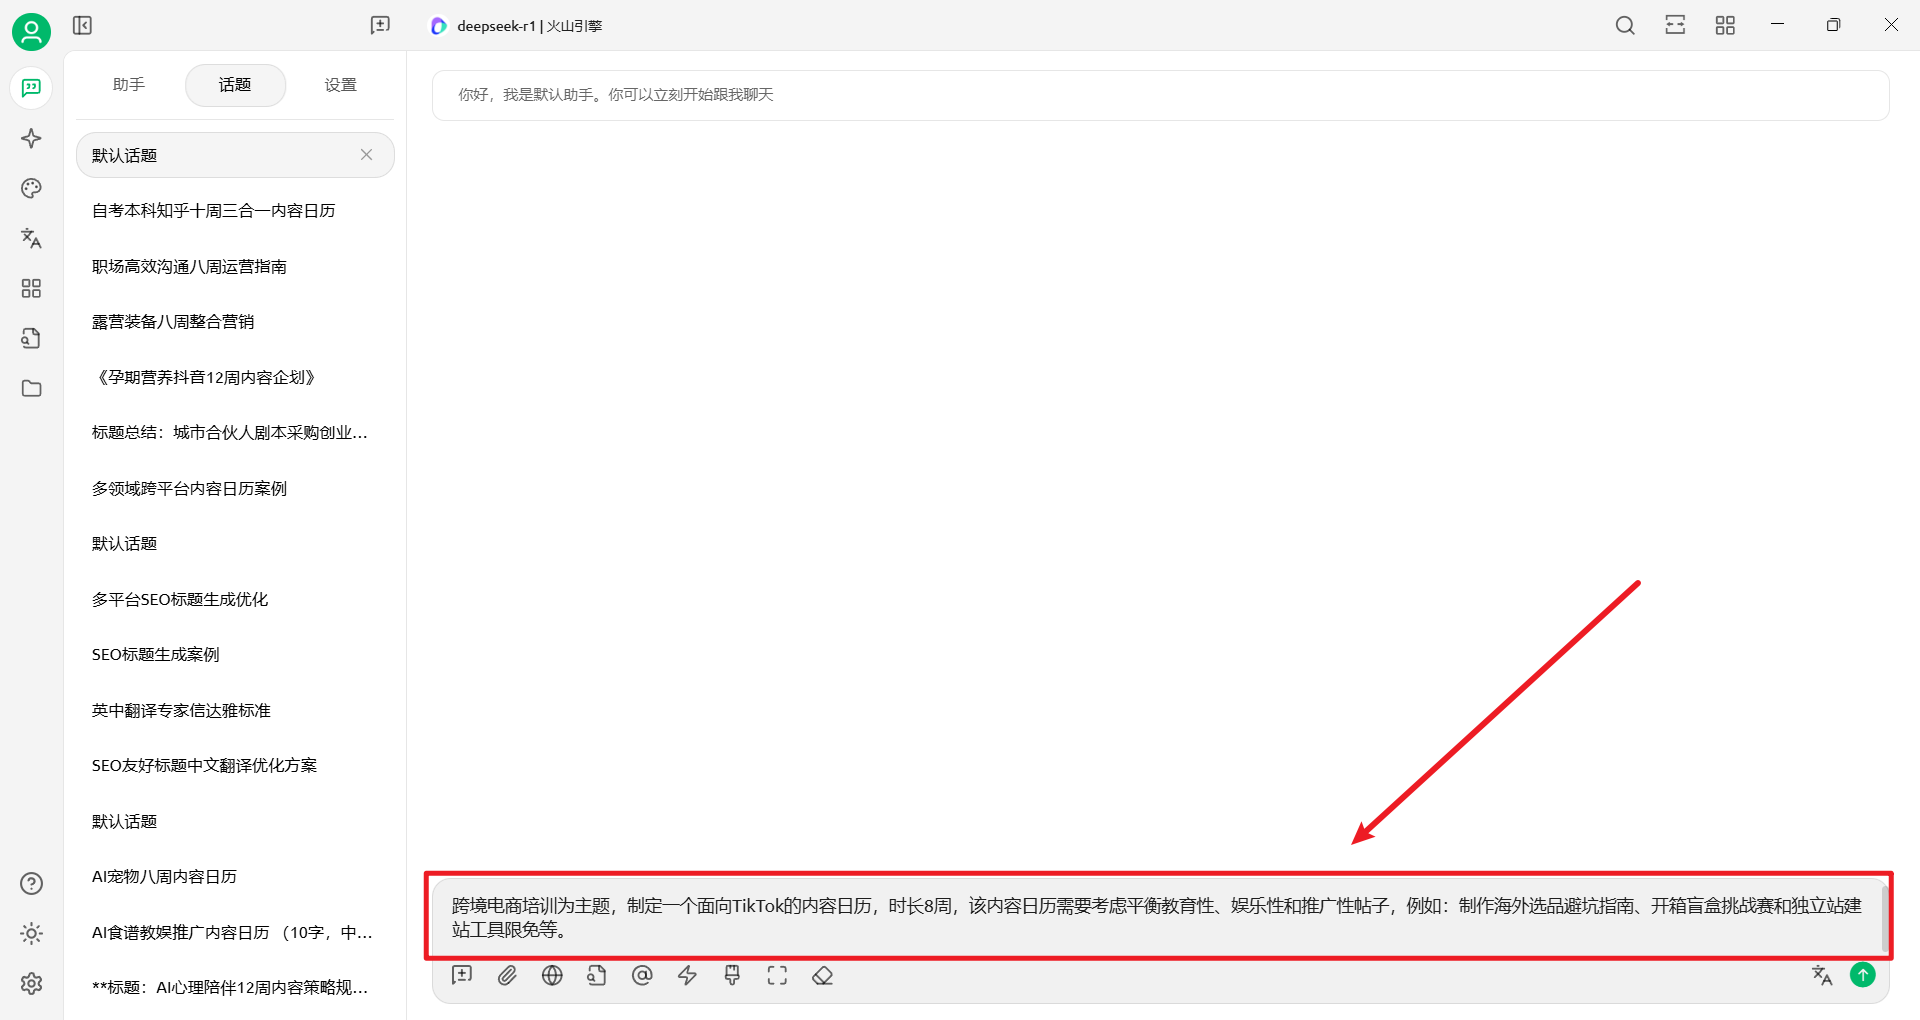 deepseek-r1 | 火山引擎
助手
话题
设置
默认话题
自考本科知乎十周三合一内容日历
职场高效沟通八周运营指南
露营装备八周整合营销
《孕期营养抖音12周内容企划》
标题总结：城市合伙人剧本采购创业...
多领域跨平台内容日历案例
默认话题
多平台SEO标题生成优化
SEO标题生成案例
英中翻译专家信达雅标准
SEO友好标题中文翻译优化方案
默认话题
AI宠物八周内容日历
AI食谱教娱推广内容日历 （10字，中...
**标题：AI心理陪伴12周内容策略规...
你好，我是默认助手。你可以立刻开始跟我聊天
跨境电商培训为主题，制定一个面向TikTok的内容日历，时长8周，该内容日历需要考虑平衡教育性、娱乐性和推广性帖子，例如：制作海外选品避坑指南、开箱盲盒挑战赛和独立站建
站工具限免等。